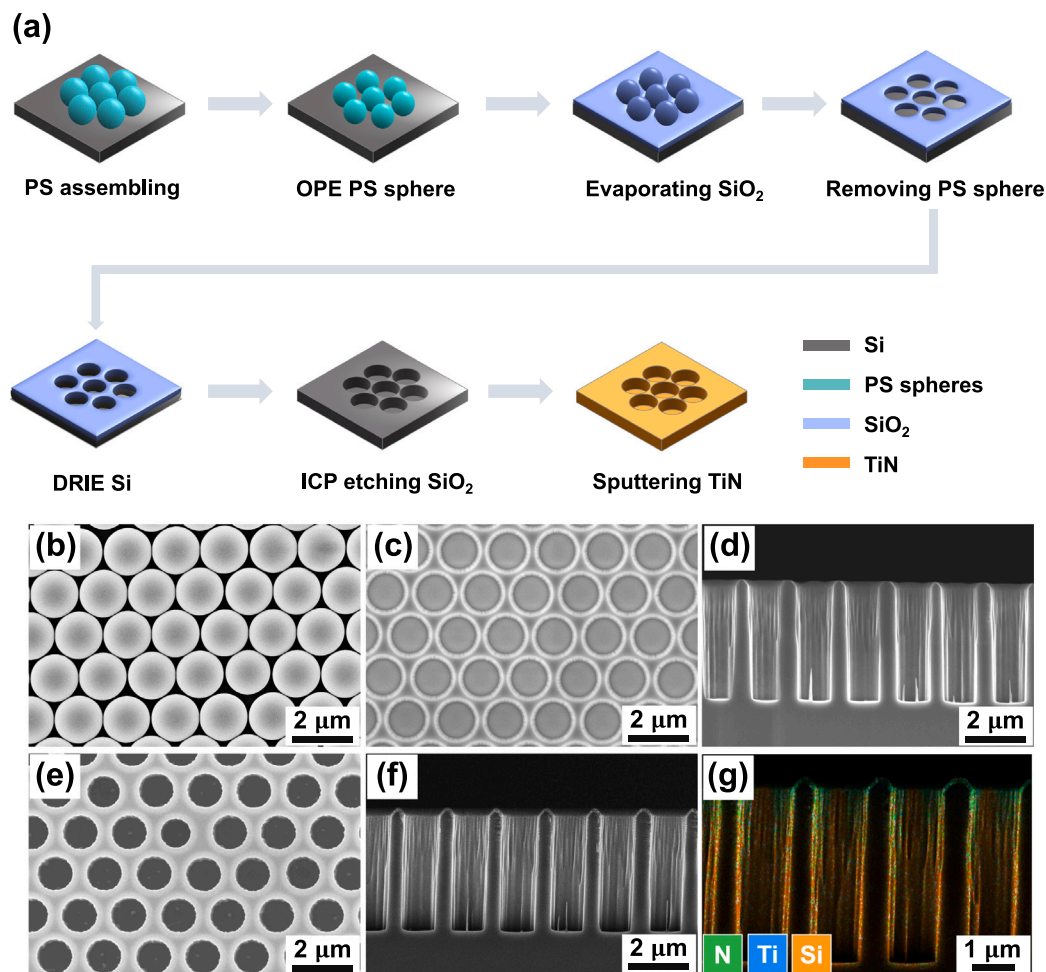 (a)
PS assembling
OPE PS sphere
Evaporating SiO₂
Removing PS sphere
DRIE Si
ICP etching SiO₂
Sputtering TiN
Si
PS spheres
SiO₂
TiN
(b)
2 μm
(c)
2 μm
(d)
2 μm
(e)
2 μm
(f)
2 μm
(g)
N Ti Si
1 μm